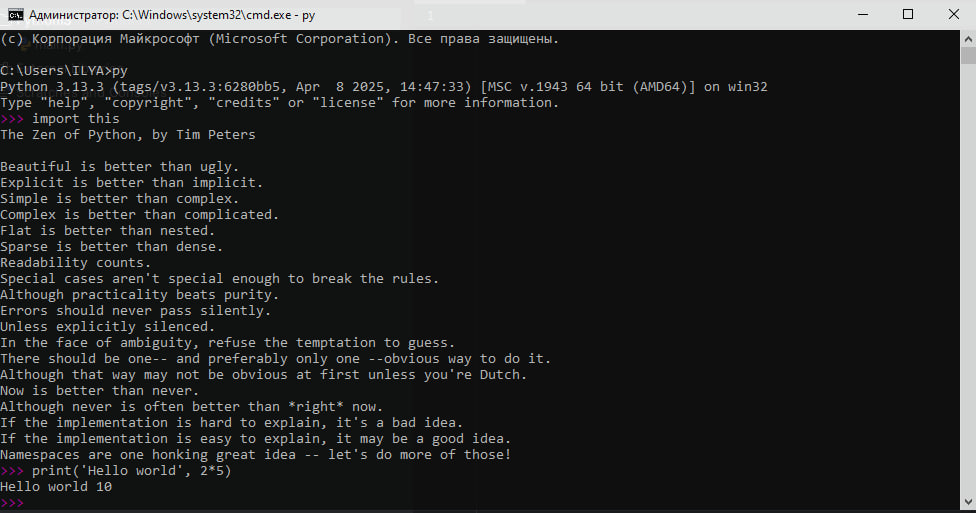 Администратор: C:\Windows\system32\cmd.exe - py
1
(c) Корпорация Майкрософт (Microsoft Corporation). Все права защищены.
main.py
C:\Users\ILYA>py
Python 3.13.3 (tags/v3.13.3:6280bb5, Apr  8 2025, 14:47:33) [MSC v.1943 64 bit (AMD64)] on win32
Type "help", "copyright", "credits" or "license" for more information.
>>> import this
The Zen of Python, by Tim Peters

Beautiful is better than ugly.
Explicit is better than implicit.
Simple is better than complex.
Complex is better than complicated.
Flat is better than nested.
Sparse is better than dense.
Readability counts.
Special cases aren't special enough to break the rules.
Although practicality beats purity.
Errors should never pass silently.
Unless explicitly silenced.
In the face of ambiguity, refuse the temptation to guess.
There should be one-- and preferably only one --obvious way to do it.
Although that way may not be obvious at first unless you're Dutch.
Now is better than never.
Although never is often better than *right* now.
If the implementation is hard to explain, it's a bad idea.
If the implementation is easy to explain, it may be a good idea.
Namespaces are one honking great idea -- let's do more of those!
>>> print('Hello world', 2*5)
Hello world 10
>>>